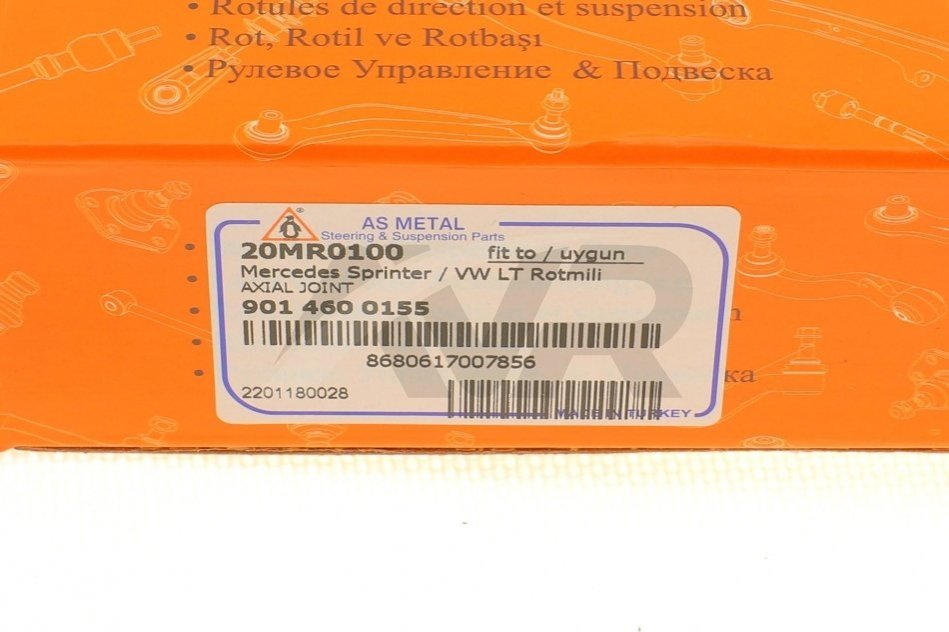 • Rotules de direction et suspension
• Rot, Rotil ve Rotbaşı
• Рулевое Управление & Подвеска
AS METAL
Steering & Suspension Parts
20MR0100 fit to / uygun
Mercedes Sprinter / VW LT Rotmili
AXIAL JOINT
901 460 0155
8680617007856
2201180028
MADE IN TURKEY